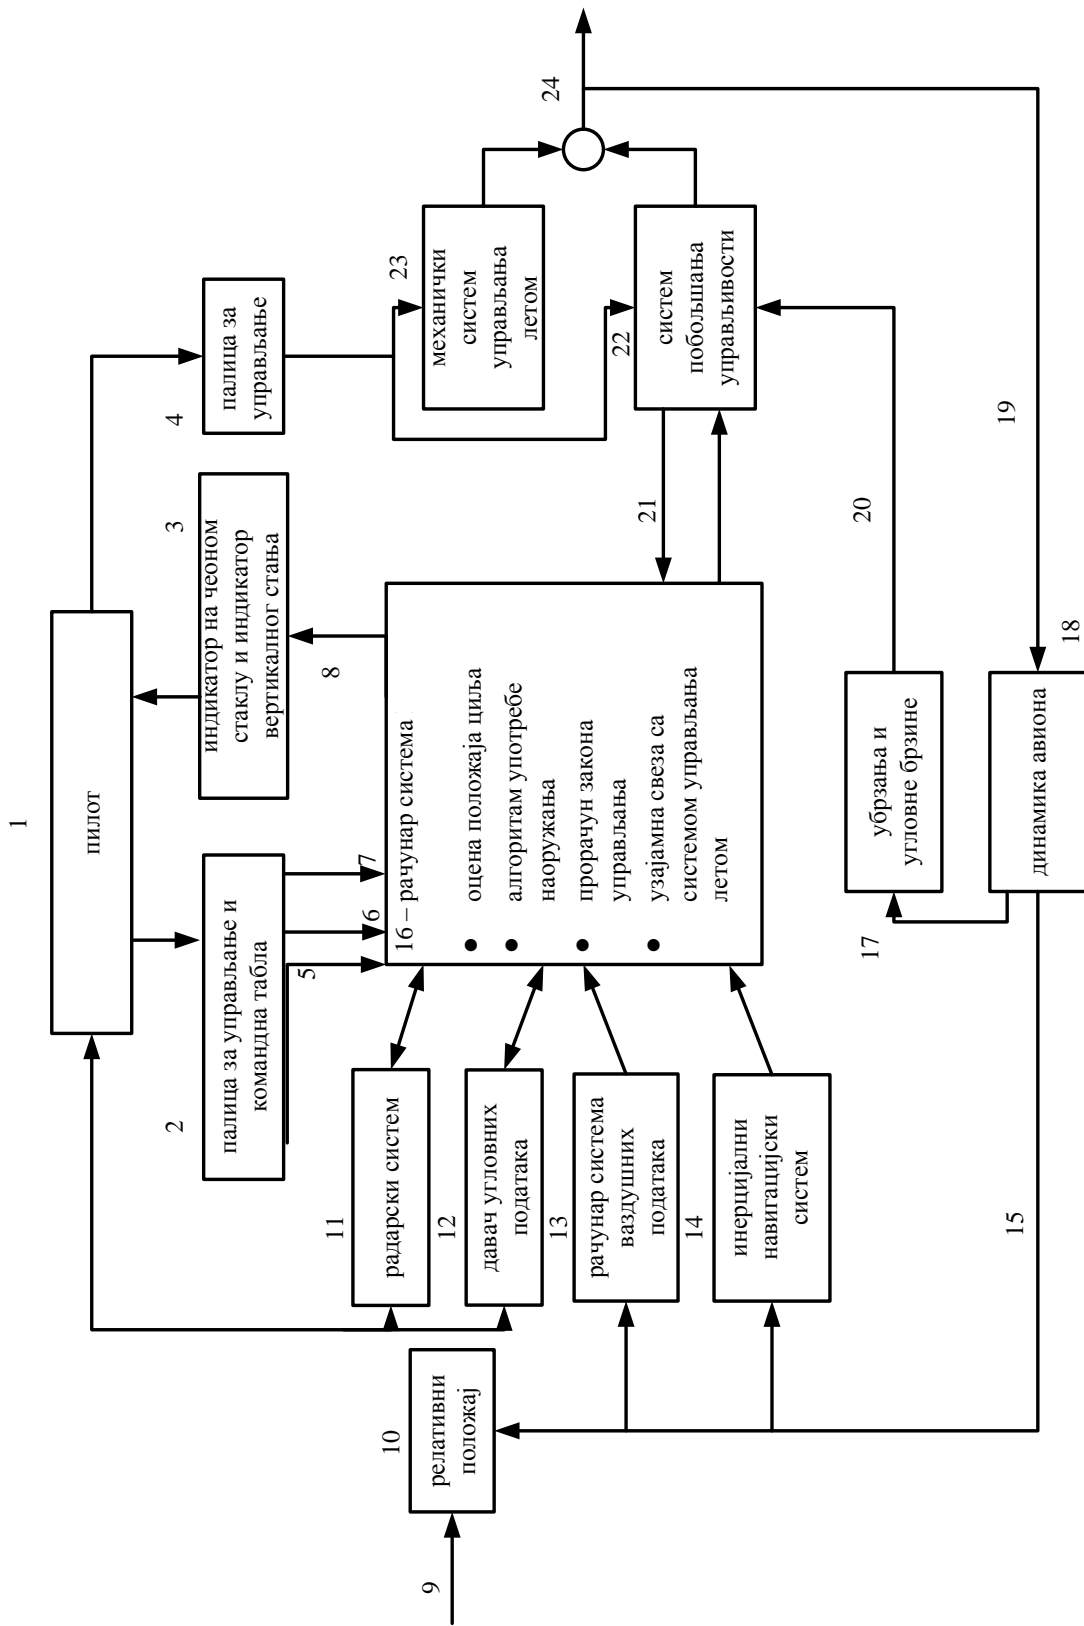 1
пилот
2
палица за управљање и
командна табла
3
индикатор на чеоном
стаклу и индикатор
вертикалног стања
4
палица за
управљање
5
6
7
8
9
10
релативни
положај
11
радарски систем
12
давач угловних
података
13
рачунар система
ваздушних
података
14
инерцијални
навигацијски
систем
15
16 – рачунар система
● оцена положаја циља
● алгоритам употребе
наоружања
● прорачун закона
управљања
● узајамна свеза са
системом управљања
летом
17
убрзања и
угловне брзине
18
динамика авиона
19
20
21
22
систем
побољшања
управљивости
23
механички
систем
управљања
летом
24